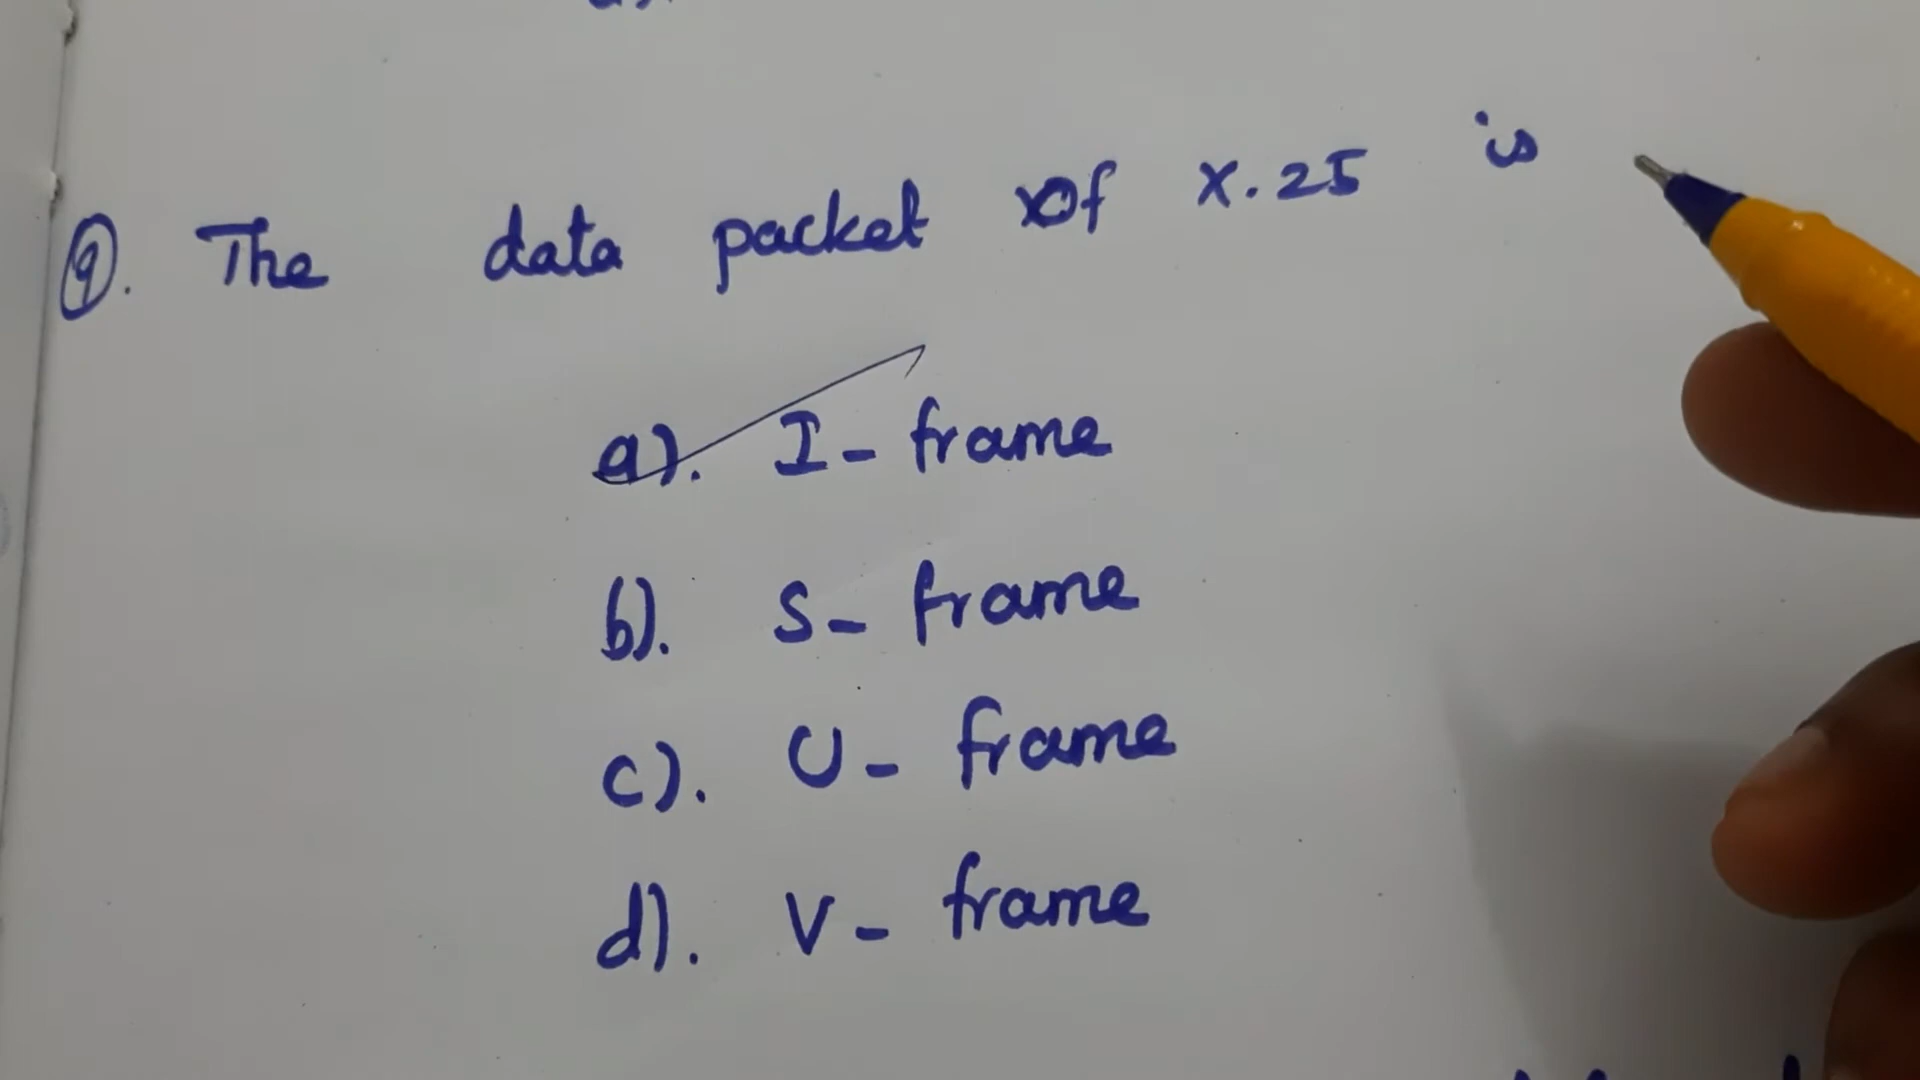 9. The data packet of X.25 is
a). I - frame
b). S - frame
c). U - frame
d). V - frame